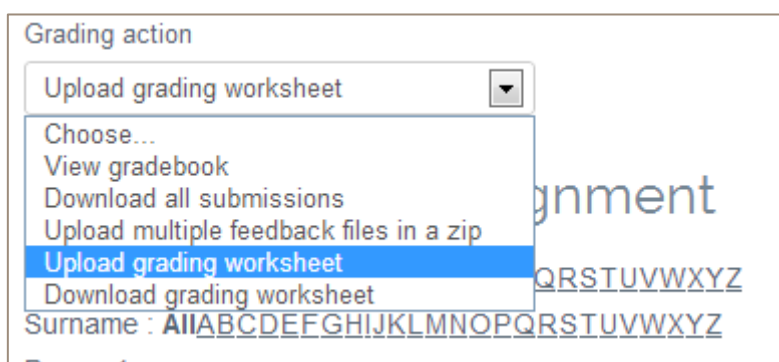 Grading action
Upload grading worksheet
Choose...
View gradebook
Download all submissions
gnment
Upload multiple feedback files in a zip
Upload grading worksheet
QRSTUVWXYZ
Download grading worksheet
Surname : AllABCDEFGHIJKLMNOPQRSTUVWXYZ